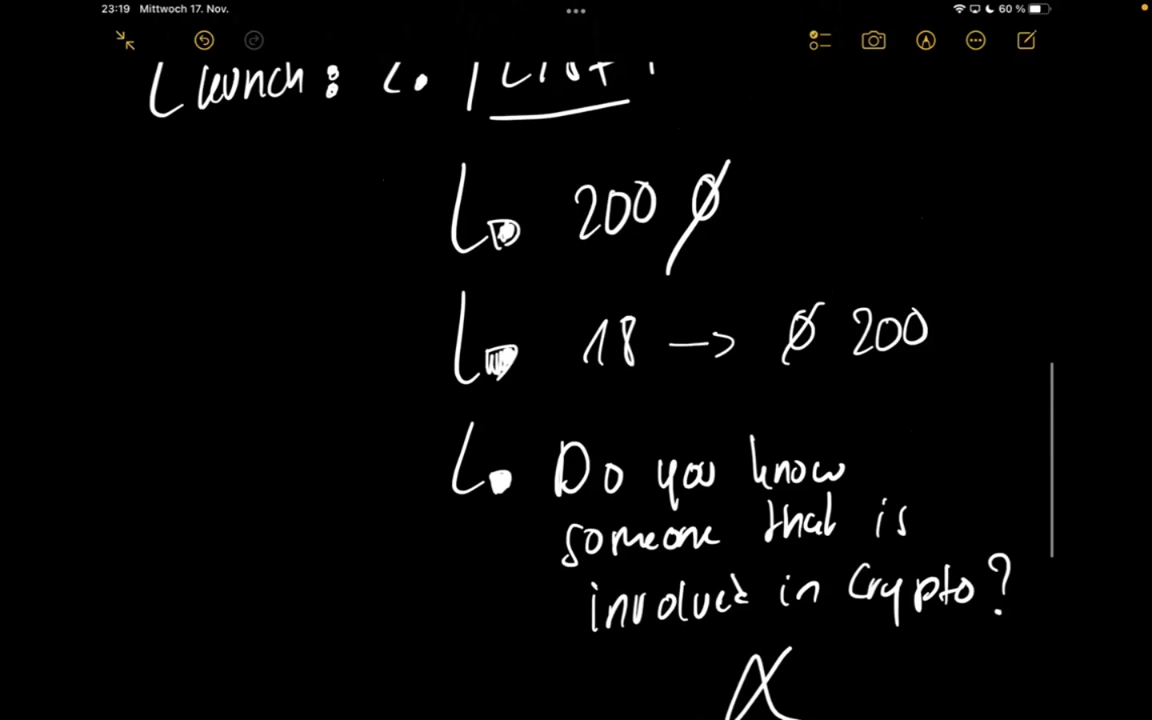 23:19 Mittwoch 17. Nov. 60 %
Launch:
200 Ø
18 → Ø 200
Do you know
someone that is
involved in Crypto?